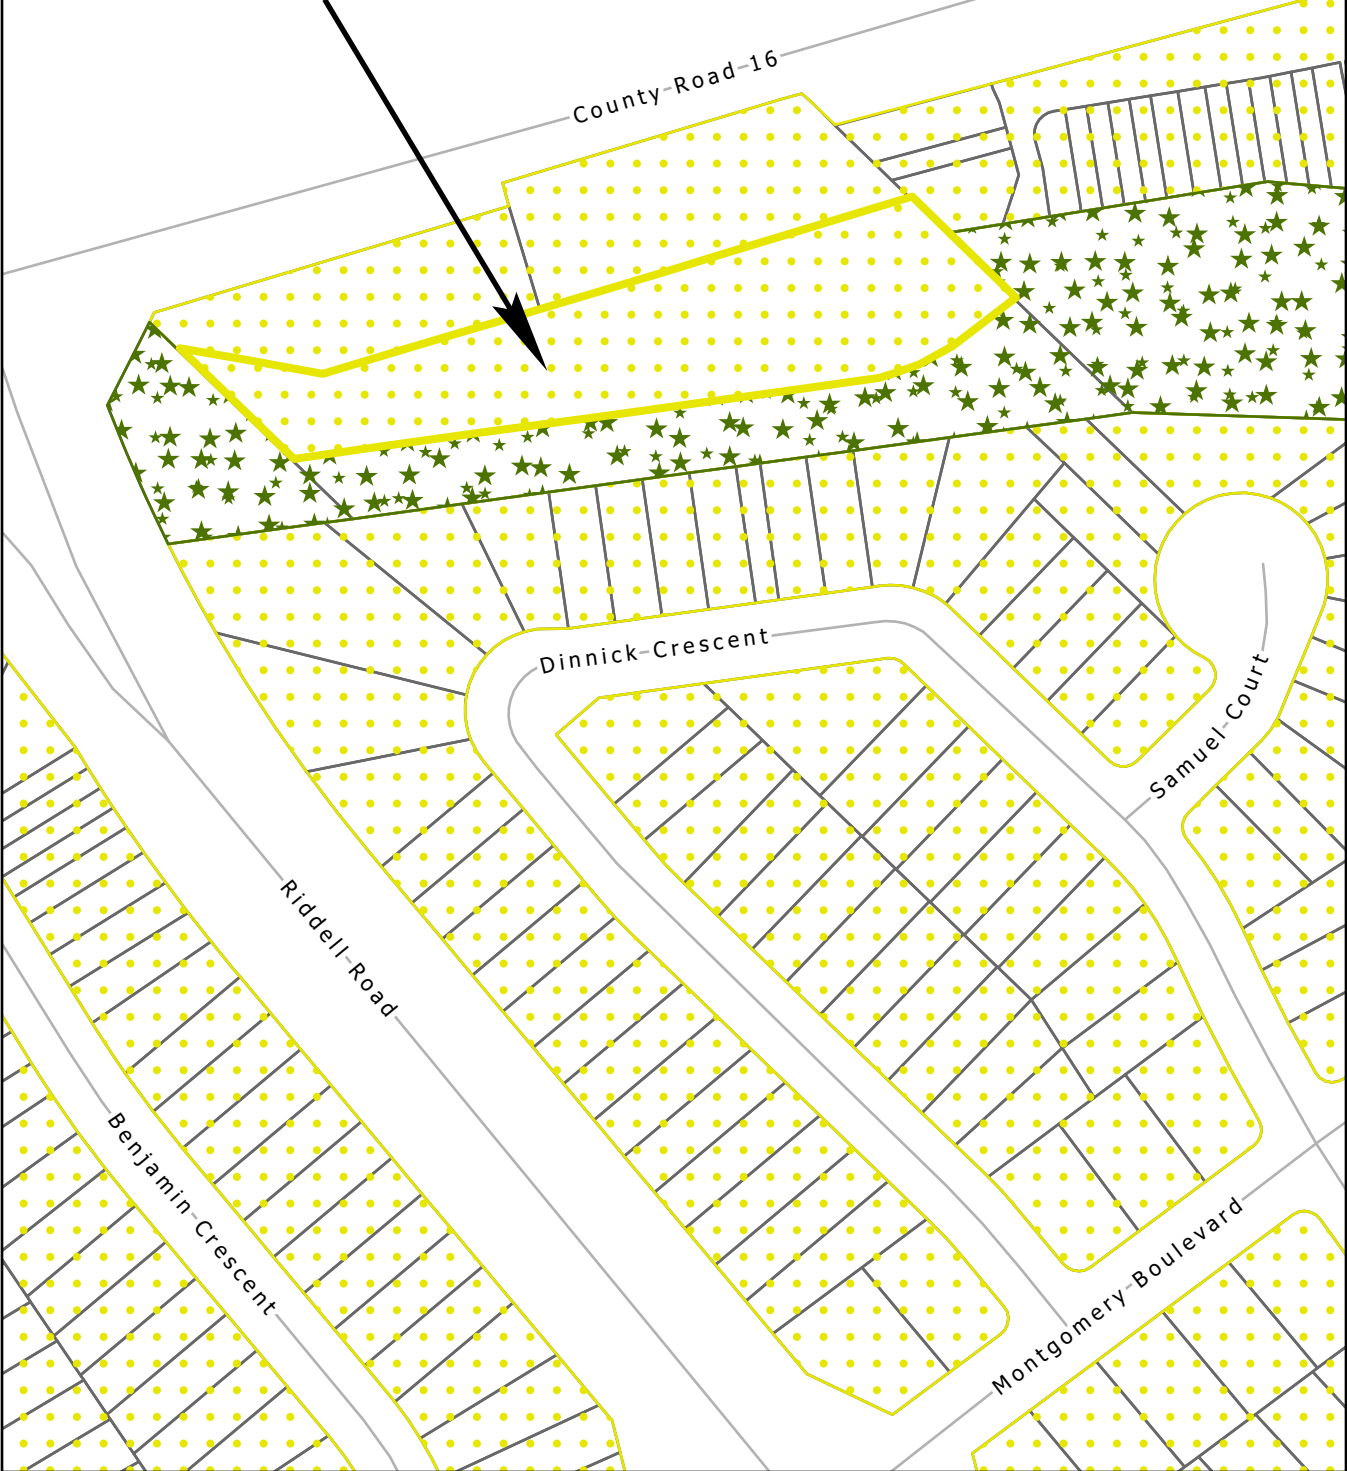 County Road 16
Dinnick Crescent
Samuel Court
Riddell Road
Benjamin Crescent
Montgomery Boulevard